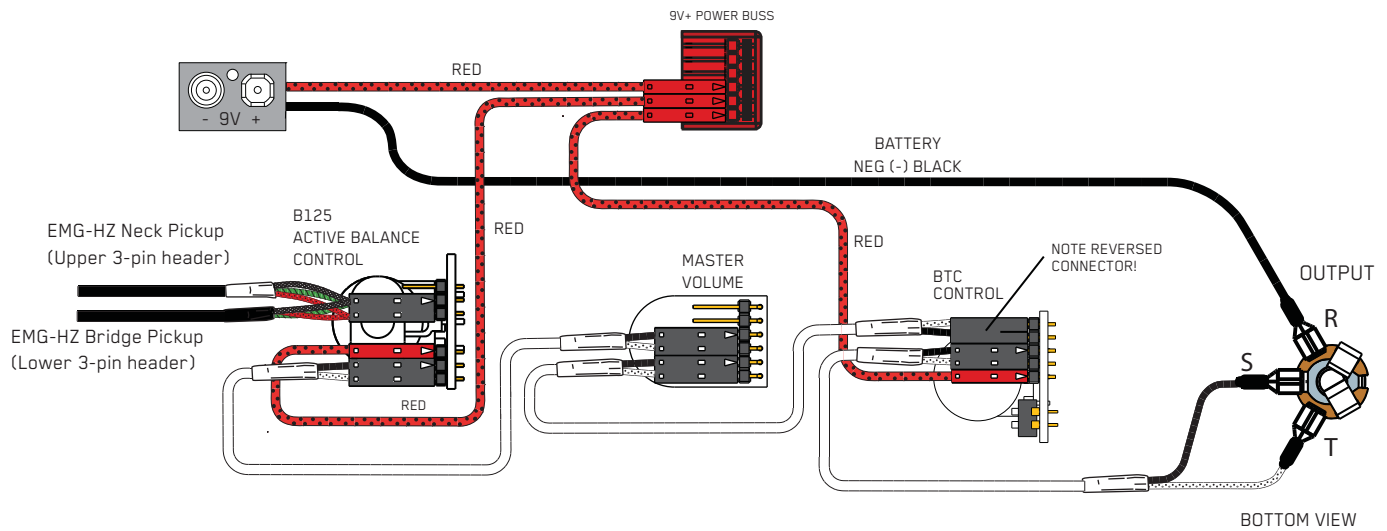 9V+ POWER BUSS
RED
- 9V +
BATTERY
NEG (-) BLACK
B125
ACTIVE BALANCE
CONTROL
EMG-HZ Neck Pickup
(Upper 3-pin header)
RED
RED
NOTE REVERSED
CONNECTOR!
MASTER
VOLUME
BTC
CONTROL
OUTPUT
R
EMG-HZ Bridge Pickup
(Lower 3-pin header)
S
RED
T
BOTTOM VIEW